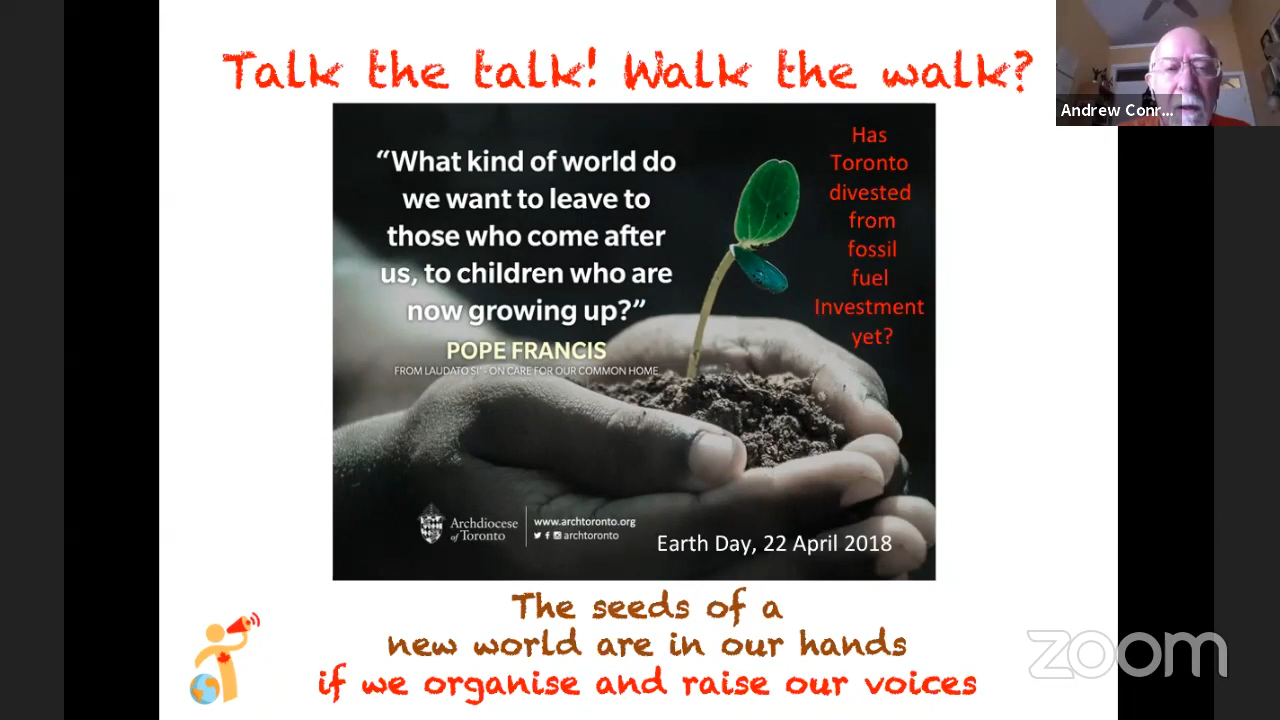 Talk the talk! Walk the walk?
Andrew Conr...
“What kind of world do
we want to leave to
those who come after
us, to children who are
now growing up?”
POPE FRANCIS
FROM LAUDATO SI’ - ON CARE FOR OUR COMMON HOME
Has
Toronto
divested
from
fossil
fuel
Investment
yet?
Archdiocese
of Toronto
www.archtoronto.org
archtoronto
Earth Day, 22 April 2018
The seeds of a
new world are in our hands
if we organise and raise our voices
zoom